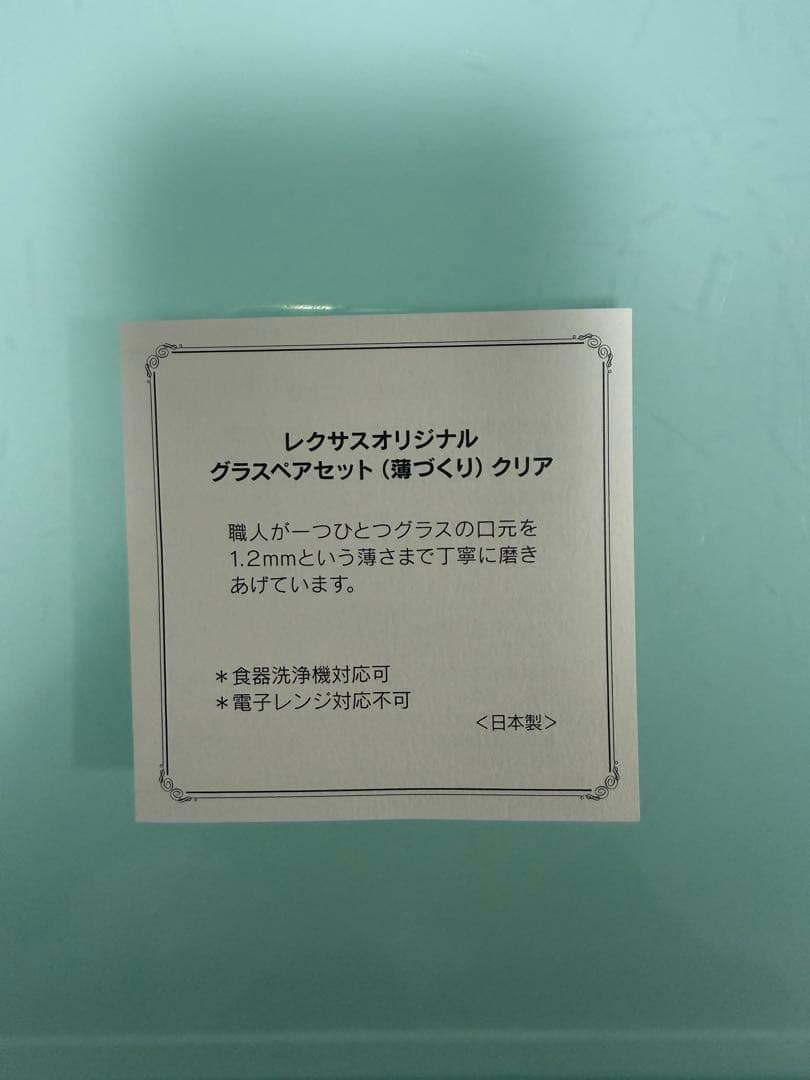 レクサスオリジナル
グラスペアセット（薄づくり）クリア
職人が一つひとつグラスの口元を
1.2mmという薄さまで丁寧に磨き
あげています。
＊食器洗浄機対応可
＊電子レンジ対応不可
＜日本製＞